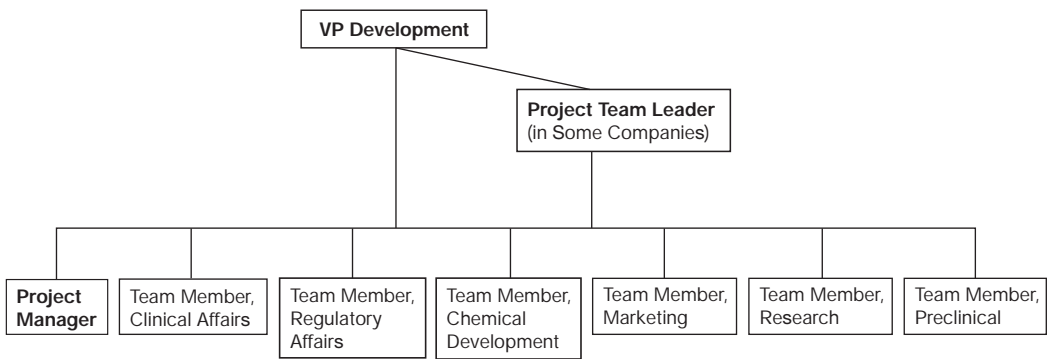 VP Development
Project Team Leader
(in Some Companies)
Project
Manager
Team Member,
Clinical Affairs
Team Member,
Regulatory
Affairs
Team Member,
Chemical
Development
Team Member,
Marketing
Team Member,
Research
Team Member,
Preclinical